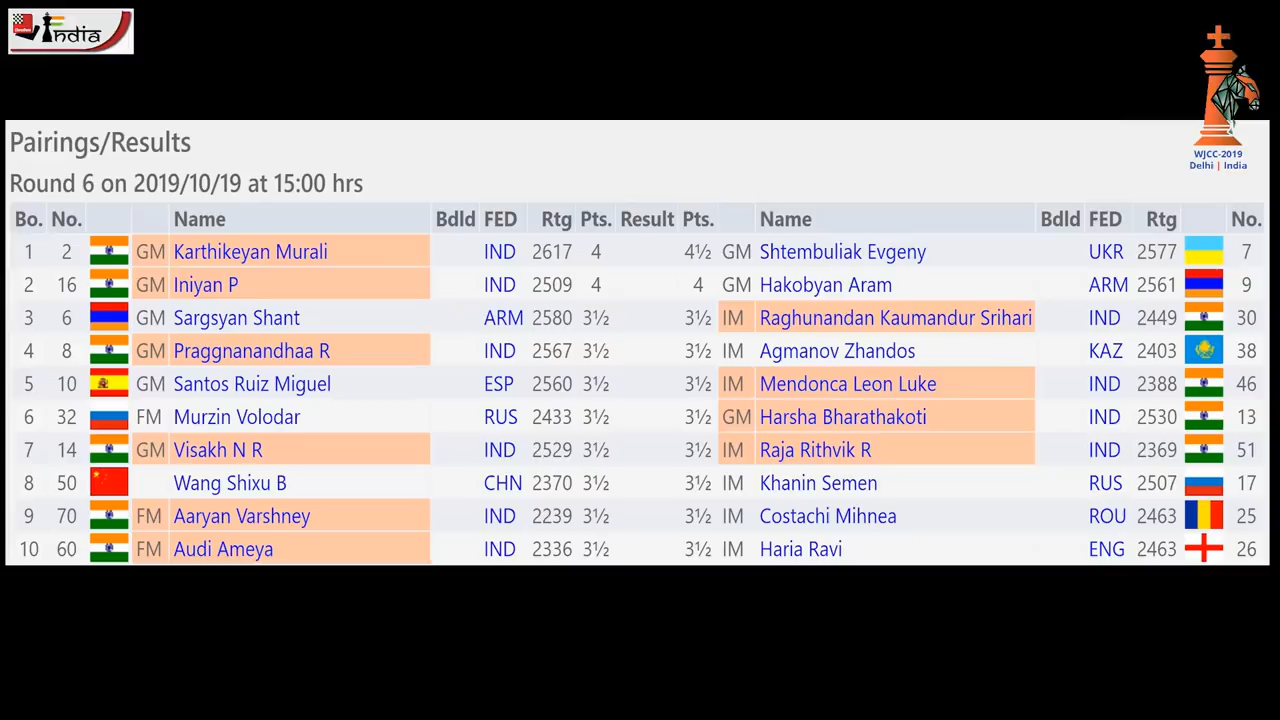 India
WJCC-2019
Delhi | India
Pairings/Results
Round 6 on 2019/10/19 at 15:00 hrs
Bo. No. Name Bdld FED Rtg Pts. Result Pts. Name Bdld FED Rtg No.
1 2 GM Karthikeyan Murali IND 2617 4 4½ GM Shtembuliak Evgeny UKR 2577 7
2 16 GM Iniyan P IND 2509 4 4 GM Hakobyan Aram ARM 2561 9
3 6 GM Sargsyan Shant ARM 2580 3½ 3½ IM Raghunandan Kaumandur Srihari IND 2449 30
4 8 GM Praggnanandhaa R IND 2567 3½ 3½ IM Agmanov Zhandos KAZ 2403 38
5 10 GM Santos Ruiz Miguel ESP 2560 3½ 3½ IM Mendonca Leon Luke IND 2388 46
6 32 FM Murzin Volodar RUS 2433 3½ 3½ GM Harsha Bharathakoti IND 2530 13
7 14 GM Visakh N R IND 2529 3½ 3½ IM Raja Rithvik R IND 2369 51
8 50 Wang Shixu B CHN 2370 3½ 3½ IM Khanin Semen RUS 2507 17
9 70 FM Aaryan Varshney IND 2239 3½ 3½ IM Costachi Mihnea ROU 2463 25
10 60 FM Audi Ameya IND 2336 3½ 3½ IM Haria Ravi ENG 2463 26